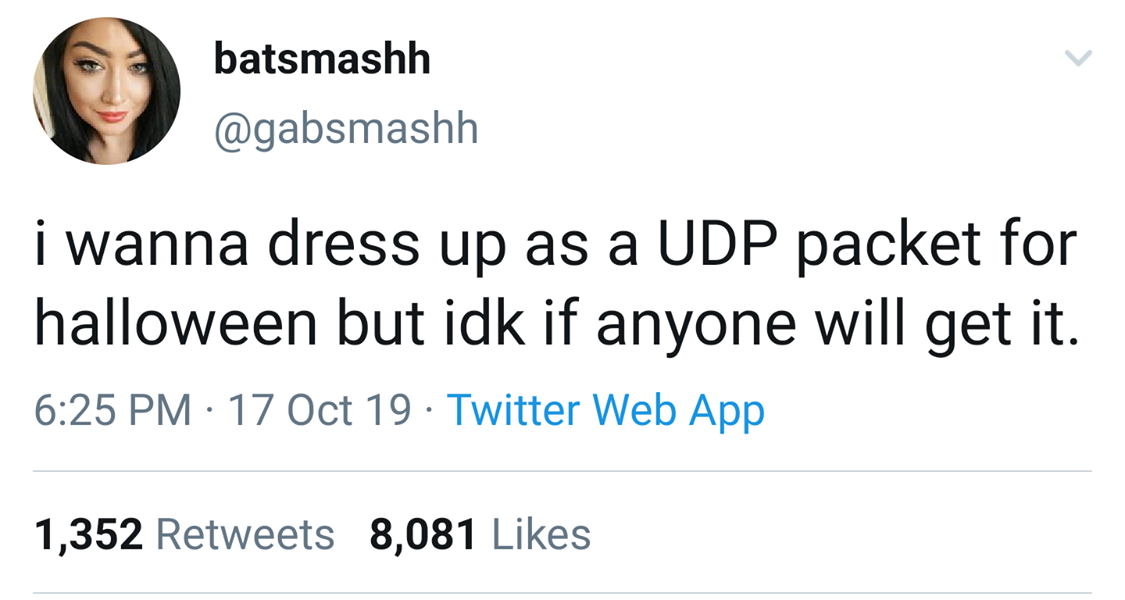 batsmashh
@gabsmashh
i wanna dress up as a UDP packet for
halloween but idk if anyone will get it.
6:25 PM · 17 Oct 19 · Twitter Web App
1,352 Retweets 8,081 Likes